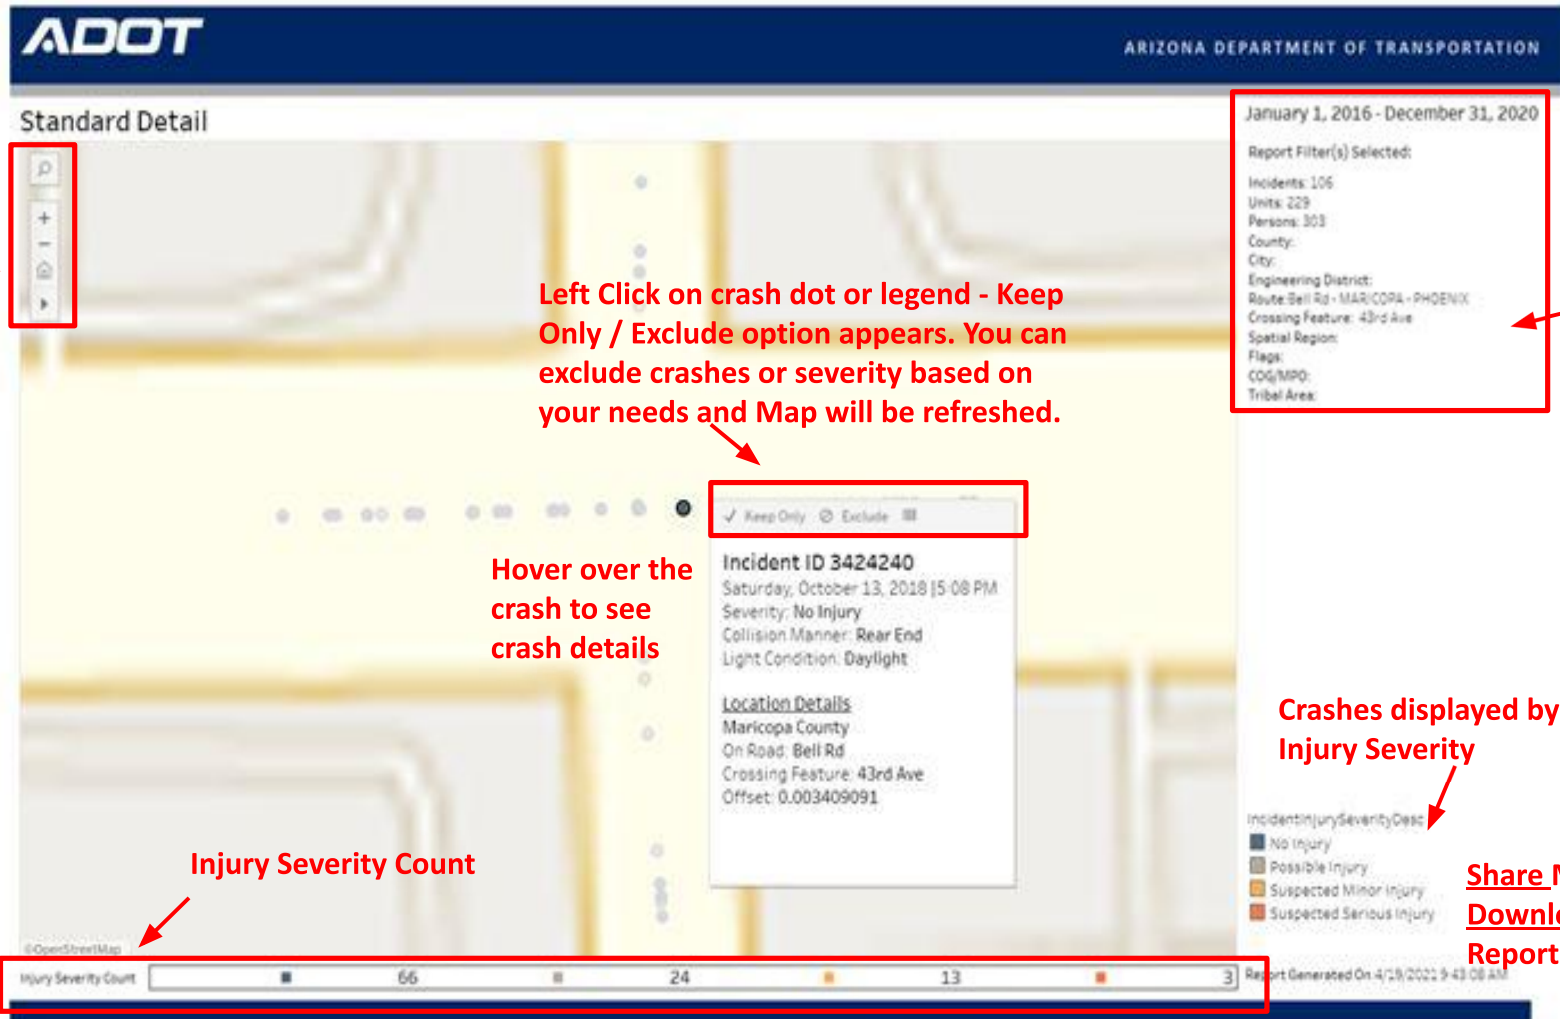 ADOT
ARIZONA DEPARTMENT OF TRANSPORTATION
Standard Detail
January 1, 2016 - December 31, 2020
Report Filter(s) Selected:
Incidents: 106
Units: 229
Persons: 303
County:
City:
Engineering District:
Route: Bell Rd - MARICOPA - PHOENIX
Crossing Feature: 43rd Ave
Spatial Region:
Flags:
COG/MPO:
Tribal Area:
Left Click on crash dot or legend - Keep
Only / Exclude option appears. You can
exclude crashes or severity based on
your needs and Map will be refreshed.
Keep Only Exclude
Hover over the
crash to see
crash details
Incident ID 3424240
Saturday, October 13, 2018 |5:08 PM
Severity: No Injury
Collision Manner: Rear End
Light Condition: Daylight
Location Details
Maricopa County
On Road: Bell Rd
Crossing Feature: 43rd Ave
Offset: 0.003409091
Crashes displayed by
Injury Severity
IncidentInjurySeverityDesc
No Injury
Possible Injury
Suspected Minor Injury
Suspected Serious Injury
Share
Report
Injury Severity Count
©OpenStreetMap
Injury Severity Count 66 24 13 3
Report Generated On 4/19/2021 9:43:08 AM